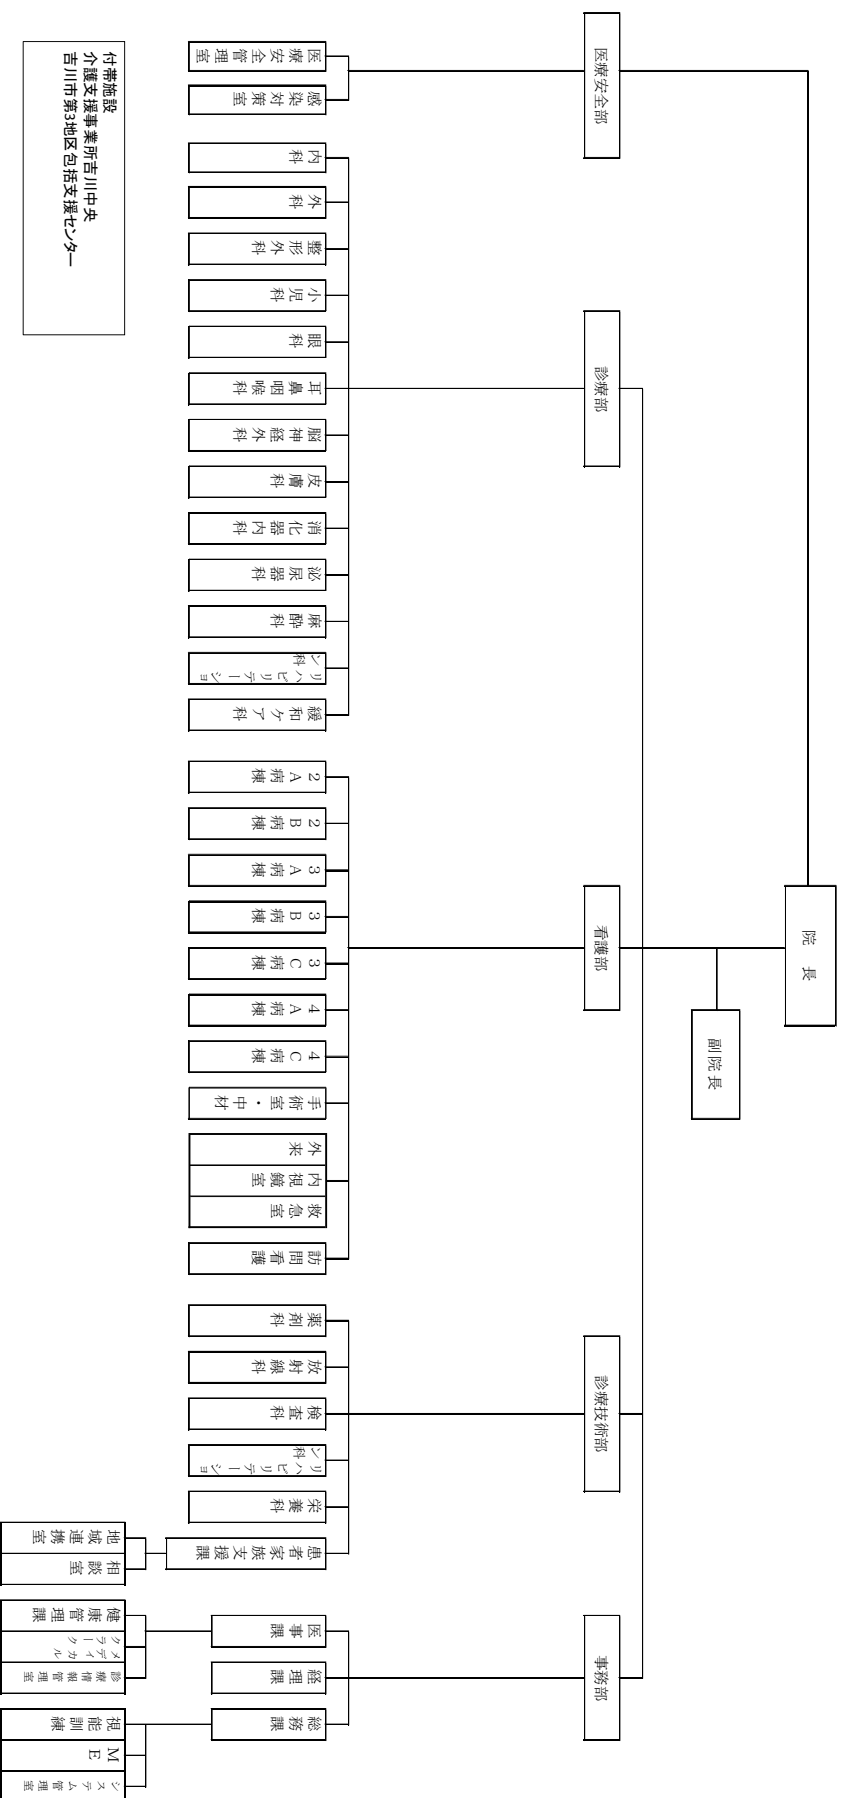 院長
副院長
医療安全部
診療部
看護部
診療技術部
事務部
医療安全管理室
感染対策室
内科
外科
整形外科
小児科
眼科
耳鼻咽喉科
脳神経外科
皮膚科
消化器内科
泌尿器科
麻酔科
リハビリテーショ
ン科
緩和ケア科
2A病棟
2B病棟
3A病棟
3B病棟
3C病棟
4A病棟
4C病棟
手術室・中材
外来
内視鏡室
救急室
訪問看護
薬剤科
放射線科
検査科
リハビリテーショ
ン科
栄養科
患者家族支援課
地域連携室
相談室
医事課
経理課
総務課
健康管理課
メディカル
クラーク
診療情報管理室
視能訓練
ME
システム管理室
付帯施設
介護支援事業所吉川中央
吉川市第3地区包括支援センター